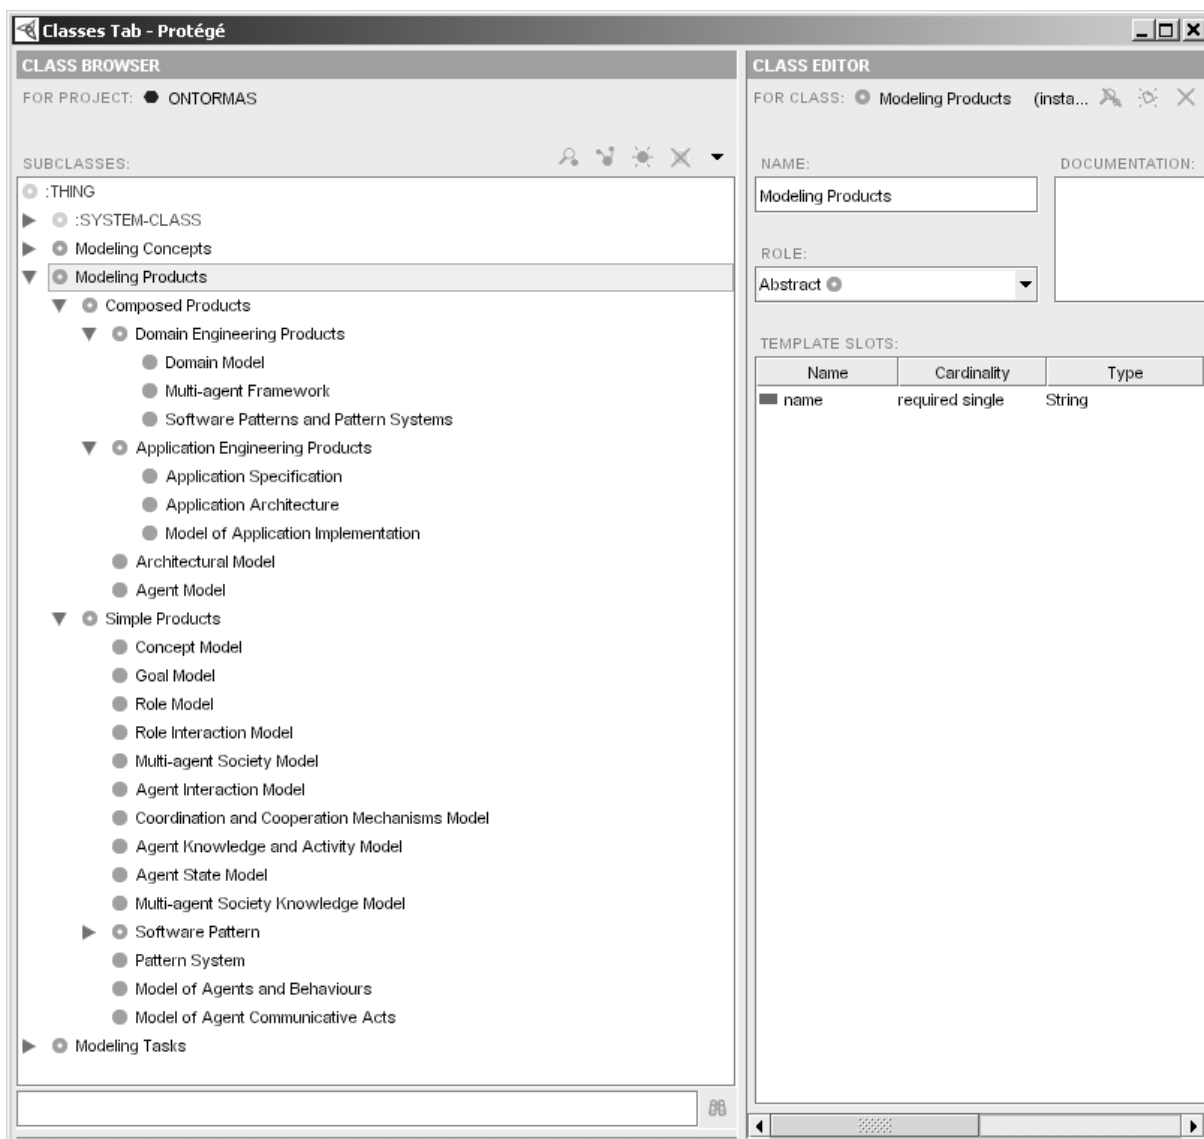 Classes Tab - Protégé
CLASS BROWSER
FOR PROJECT: ONTORMAS
SUBCLASSES:
:THING
:SYSTEM-CLASS
Modeling Concepts
Modeling Products
Composed Products
Domain Engineering Products
Domain Model
Multi-agent Framework
Software Patterns and Pattern Systems
Application Engineering Products
Application Specification
Application Architecture
Model of Application Implementation
Architectural Model
Agent Model
Simple Products
Concept Model
Goal Model
Role Model
Role Interaction Model
Multi-agent Society Model
Agent Interaction Model
Coordination and Cooperation Mechanisms Model
Agent Knowledge and Activity Model
Agent State Model
Multi-agent Society Knowledge Model
Software Pattern
Pattern System
Model of Agents and Behaviours
Model of Agent Communicative Acts
Modeling Tasks
CLASS EDITOR
FOR CLASS: Modeling Products (insta...
NAME: DOCUMENTATION:
Modeling Products
ROLE:
Abstract
TEMPLATE SLOTS:
Name Cardinality Type
name required single String